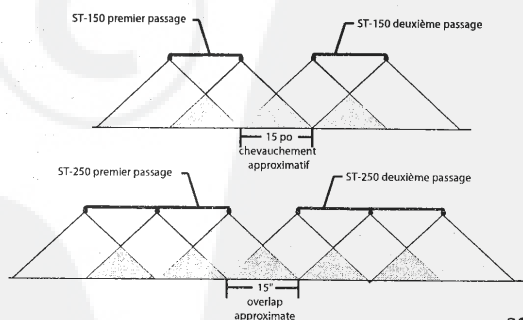 ST-150 premier passage
ST-150 deuxième passage
15 po
chevauchement
approximatif
ST-250 premier passage
ST-250 deuxième passage
15"
overlap
approximate